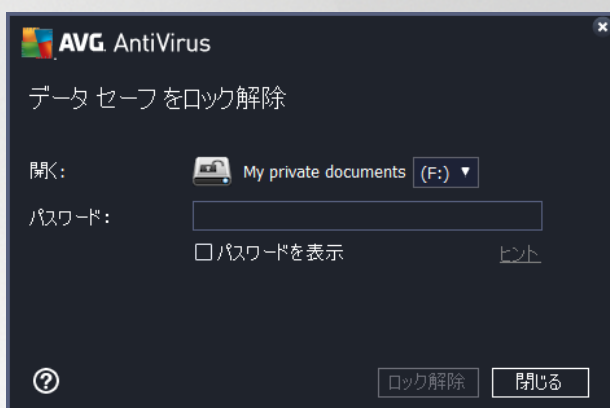 AVG. AntiVirus
データ セーフ をロック解除
開く: My private documents (F:)
パスワード:
パスワードを表示 ヒント
ロック解除 閉じる